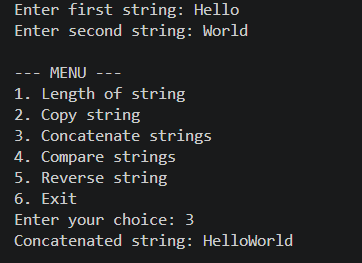 Enter first string: Hello
Enter second string: World
--- MENU ---
1. Length of string
2. Copy string
3. Concatenate strings
4. Compare strings
5. Reverse string
6. Exit
Enter your choice: 3
Concatenated string: HelloWorld